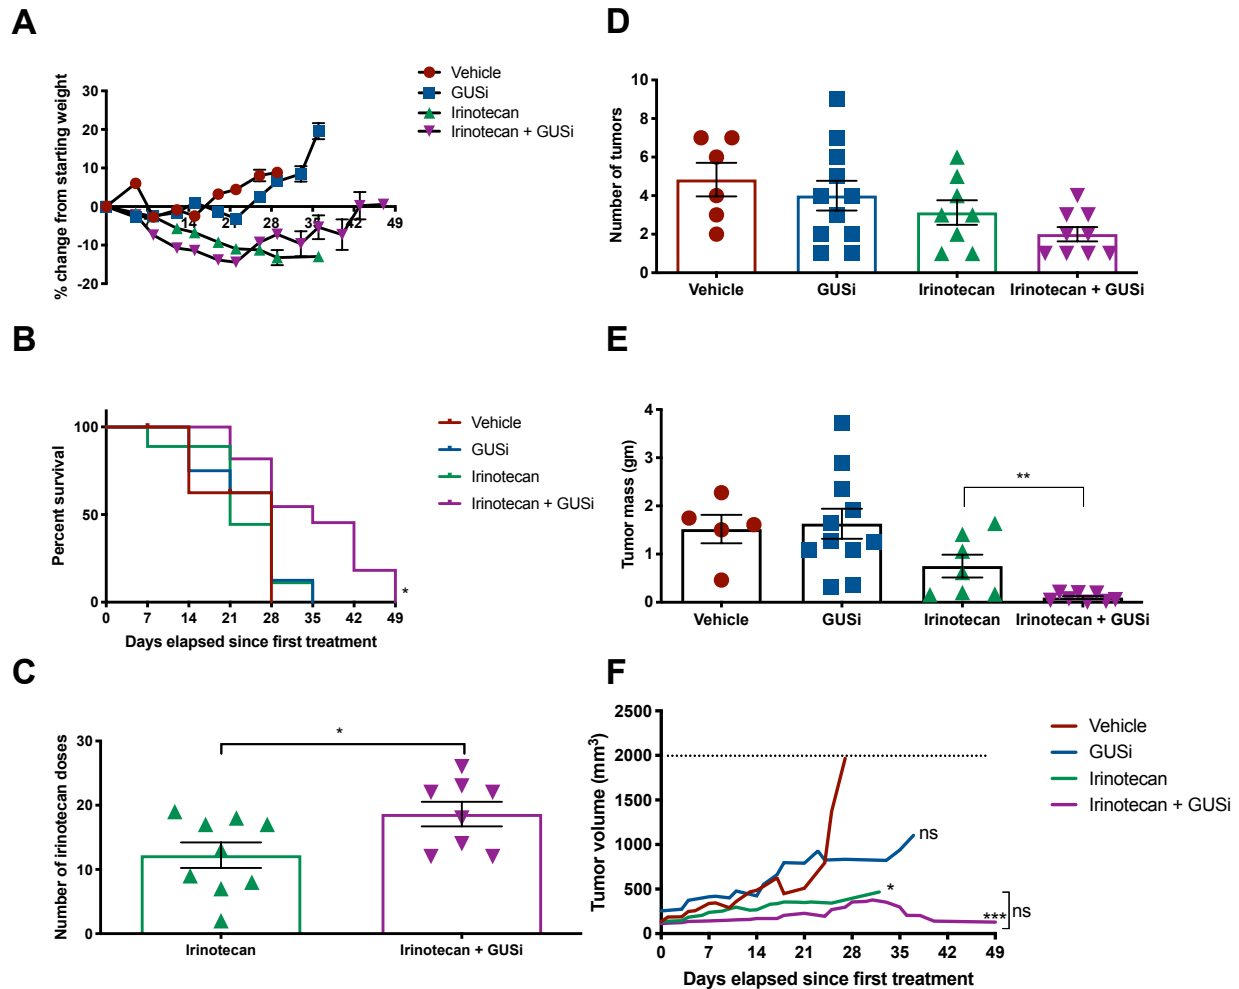 A
% change from starting weight
30
20
10
0
-10
-20
14
21
28
35
42
49
Vehicle
GUSi
Irinotecan
Irinotecan + GUSi
D
Number of tumors
10
8
6
4
2
0
Vehicle
GUSi
Irinotecan
Irinotecan + GUSi
B
Percent survival
100
50
0
0 7 14 21 28 35 42 49
*
Days elapsed since first treatment
Vehicle
GUSi
Irinotecan
Irinotecan + GUSi
E
Tumor mass (gm)
4
3
2
1
0
**
Vehicle
GUSi
Irinotecan
Irinotecan + GUSi
C
Number of irinotecan doses
30
20
10
0
*
Irinotecan
Irinotecan + GUSi
F
Tumor volume (mm³)
2500
2000
1500
1000
500
0
0 7 14 21 28 35 42 49
Days elapsed since first treatment
ns
*
***
ns
Vehicle
GUSi
Irinotecan
Irinotecan + GUSi